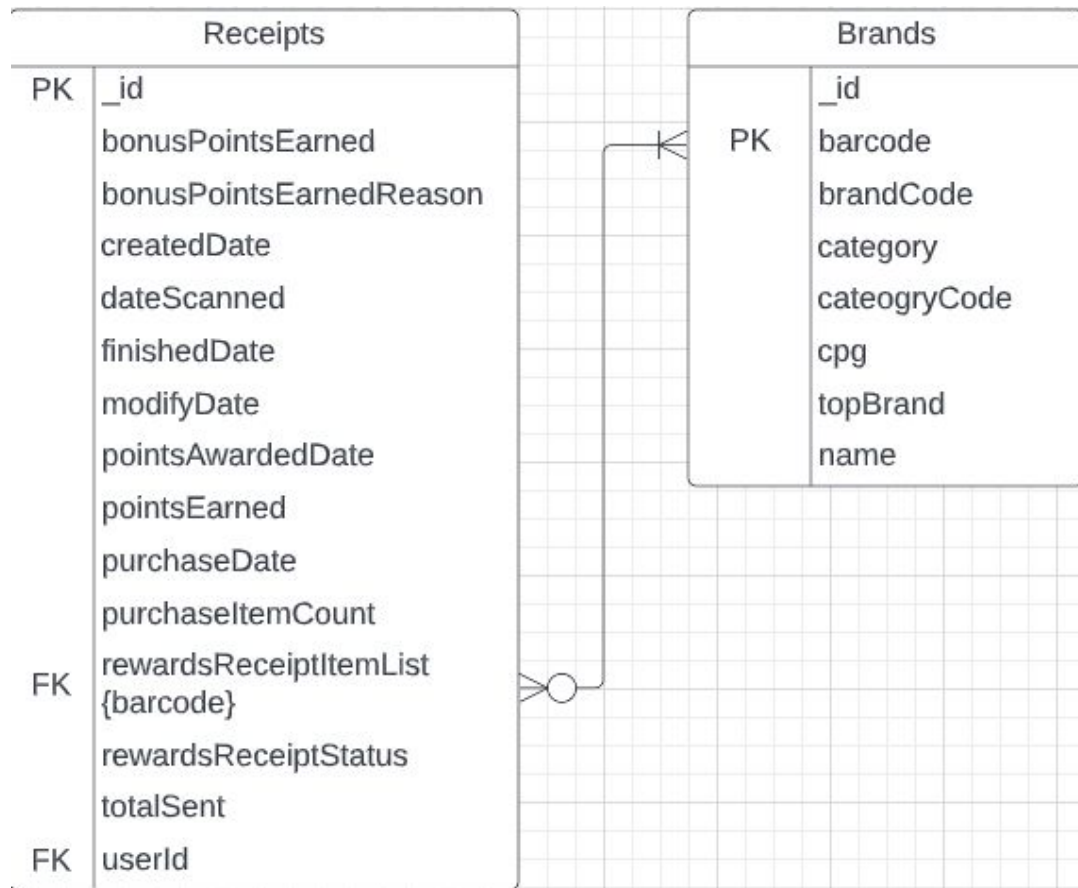 Receipts
PK _id
bonusPointsEarned
bonusPointsEarnedReason
createdDate
dateScanned
finishedDate
modifyDate
pointsAwardedDate
pointsEarned
purchaseDate
purchaseItemCount
FK rewardsReceiptItemList
{barcode}
rewardsReceiptStatus
totalSent
FK userId
Brands
_id
PK barcode
brandCode
category
cateogryCode
cpg
topBrand
name